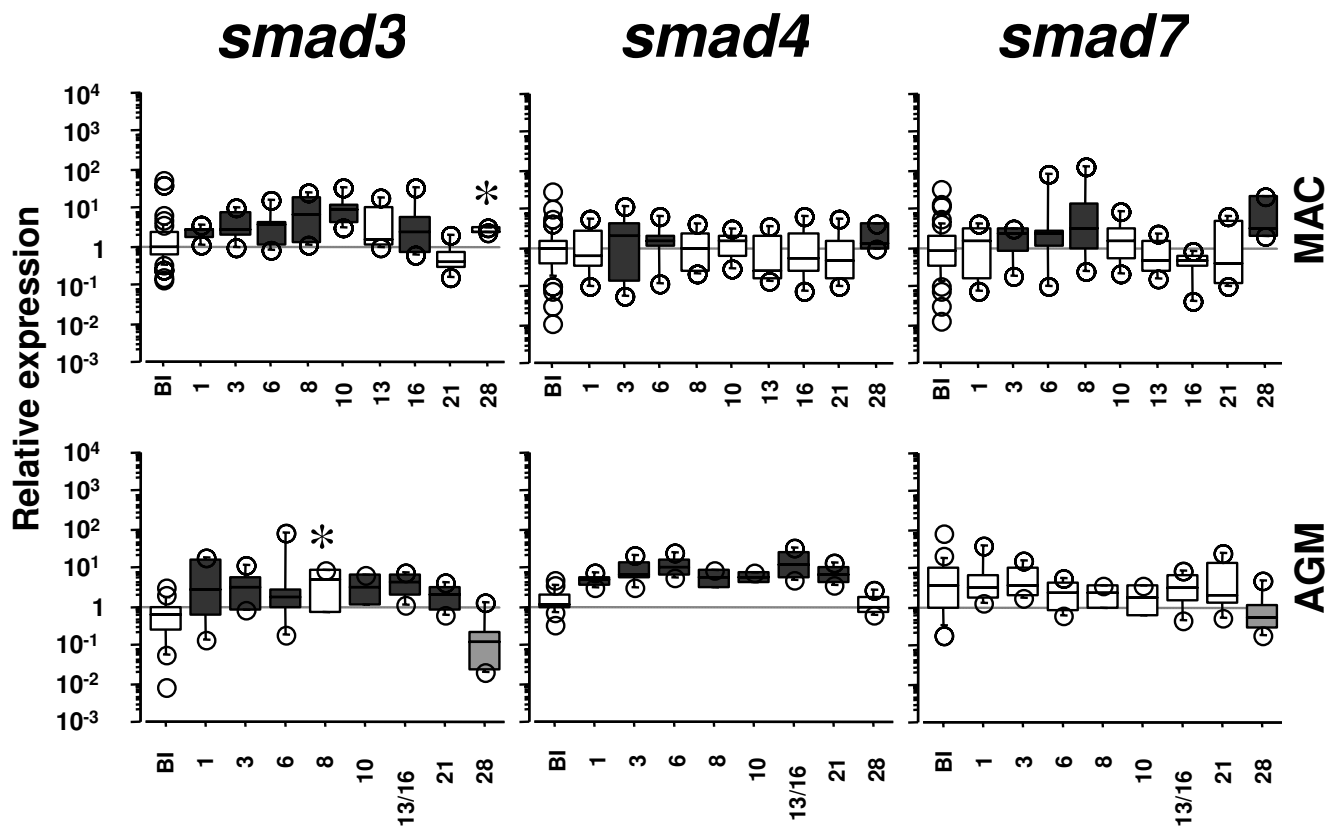 smad3 smad4 smad7
Relative expression
10⁴
10³
10²
10¹
1
10⁻¹
10⁻²
10⁻³
*
BI 1 3 6 8 10 13 16 21 28
BI 1 3 6 8 10 13 16 21 28
BI 1 3 6 8 10 13 16 21 28
MAC
10⁴
10³
10²
10¹
1
10⁻¹
10⁻²
10⁻³
*
BI 1 3 6 8 10 13/16 21 28
BI 1 3 6 8 10 13/16 21 28
BI 1 3 6 8 10 13/16 21 28
AGM